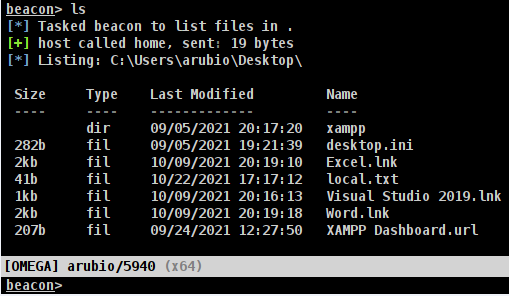 beacon> ls
[*] Tasked beacon to list files in .
[+] host called home, sent: 19 bytes
[*] Listing: C:\Users\arubio\Desktop\
Size Type Last Modified Name
---- ---- ------------- ----
dir 09/05/2021 20:17:20 xampp
282b fil 09/05/2021 19:21:39 desktop.ini
2kb fil 10/09/2021 20:19:10 Excel.lnk
41b fil 10/22/2021 17:17:12 local.txt
1kb fil 10/09/2021 20:16:13 Visual Studio 2019.lnk
2kb fil 10/09/2021 20:19:18 Word.lnk
207b fil 09/24/2021 12:27:50 XAMPP Dashboard.url
[OMEGA] arubio/5940 (x64)
beacon>